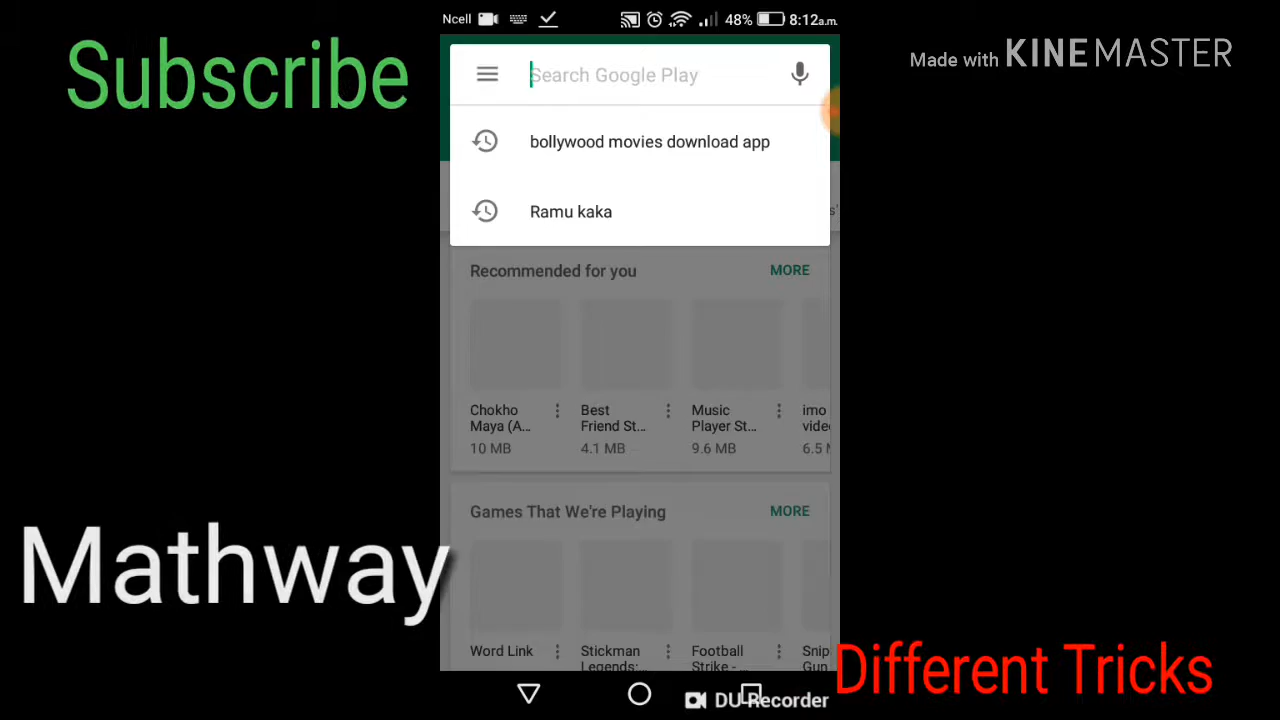 Subscribe
Ncell 48% 8:12a.m.
Made with KINEMASTER
Search Google Play
bollywood movies download app
Ramu kaka
s'
Recommended for you MORE
Chokho Maya (A...
10 MB
Best Friend St...
4.1 MB
Music Player St...
9.6 MB
imo
6.5
Games That We're Playing MORE
Word Link
Stickman Legends:...
Football Strike -
Gun
Mathway
Different Tricks
DU Recorder